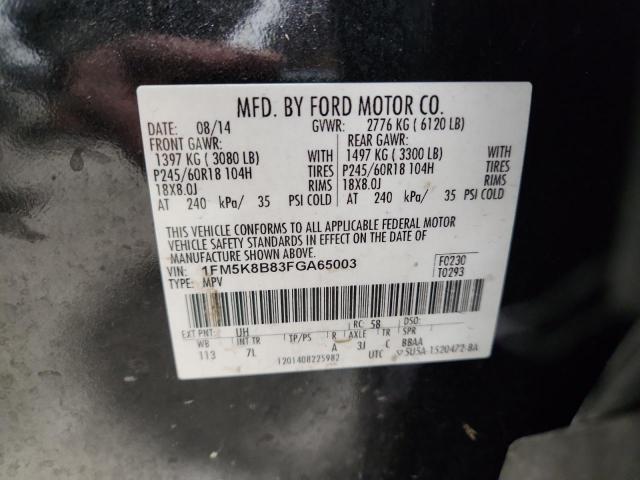 MFD. BY FORD MOTOR CO.
DATE: 08/14 GVWR: 2776 KG ( 6120 LB)
FRONT GAWR: REAR GAWR:
1397 KG ( 3080 LB) WITH 1497 KG ( 3300 LB) WITH
P245/60R18 104H TIRES P245/60R18 104H TIRES
18X8.0J RIMS 18X8.0J RIMS
AT 240 kPa/ 35 PSI COLD AT 240 kPa/ 35 PSI COLD
THIS VEHICLE CONFORMS TO ALL APPLICABLE FEDERAL MOTOR
VEHICLE SAFETY STANDARDS IN EFFECT ON THE DATE OF
MANUFACTURE SHOWN ABOVE.
VIN: 1FM5K8B83FGA65003 F0230
TYPE: MPV T0293
EXT PNT: UH RC: 58 DSO:
WB INT TR TP/PS R AXLE TR SPR
113 7L A 3J C BBAA
1201408225982 UTC 5U5A-1520472-BA